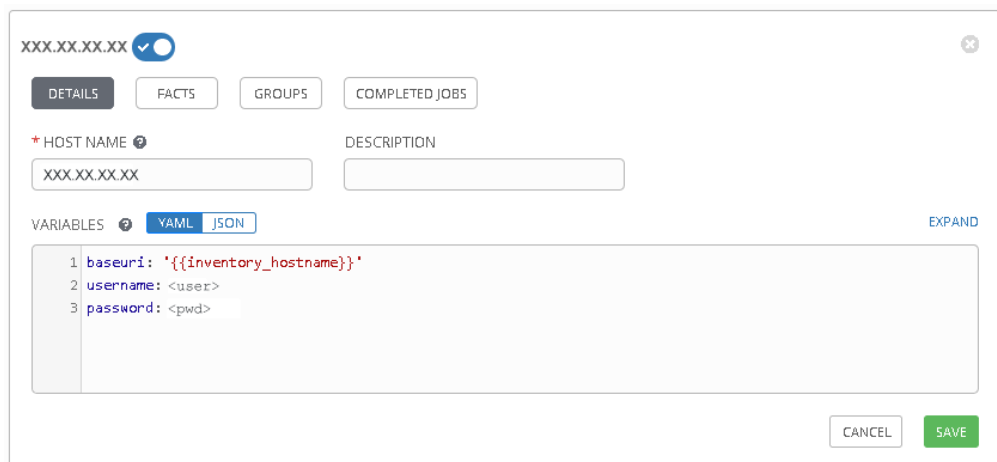 XXX.XX.XX.XX
DETAILS FACTS GROUPS COMPLETED JOBS
* HOST NAME ? DESCRIPTION
XXX.XX.XX.XX
VARIABLES ? YAML JSON EXPAND
1 baseuri: '{{inventory_hostname}}'
2 username: <user>
3 password: <pwd>
CANCEL SAVE